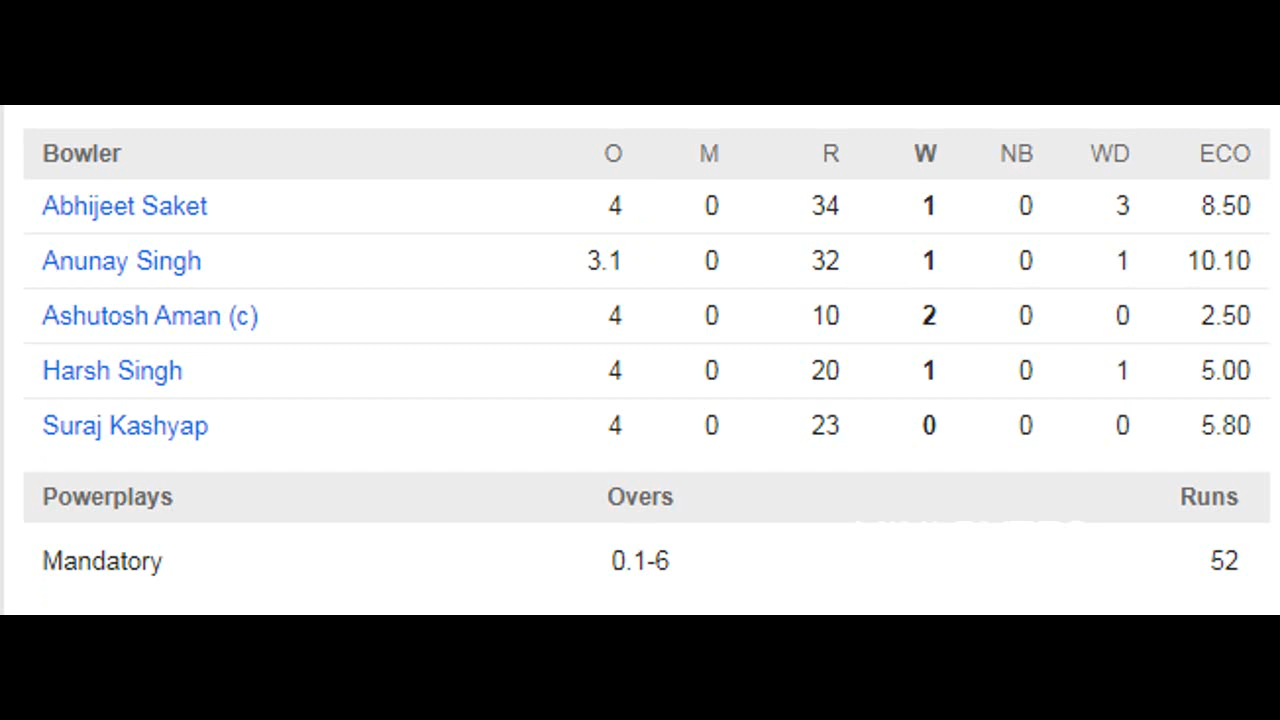 Bowler O M R W NB WD ECO
Abhijeet Saket 4 0 34 1 0 3 8.50
Anunay Singh 3.1 0 32 1 0 1 10.10
Ashutosh Aman (c) 4 0 10 2 0 0 2.50
Harsh Singh 4 0 20 1 0 1 5.00
Suraj Kashyap 4 0 23 0 0 0 5.80
Powerplays Overs Runs
Mandatory 0.1-6 52